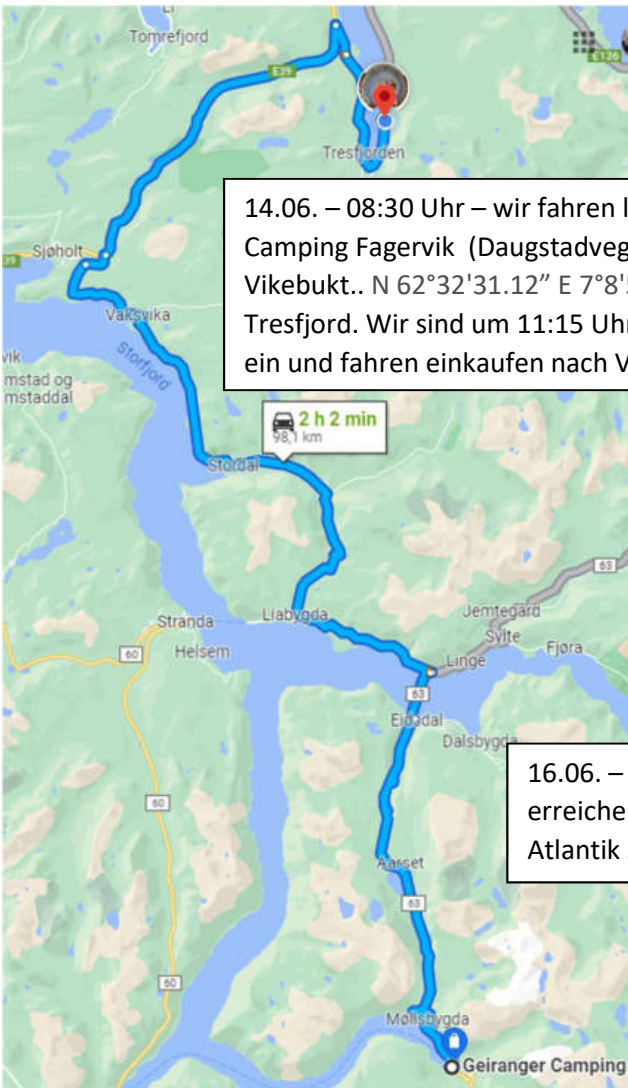 Tomrefjord
E39
E136
Tresfjorden
14.06. – 08:30 Uhr – wir fahren
Camping Fagervik (Daugstadveg
Vikebukt.. N 62°32'31.12” E 7°8'
Tresfjord. Wir sind um 11:15 Uhr
ein und fahren einkaufen nach V
Sjøholt
Vaksvika
vik
mstad og
mstaddal
Storfjord
2 h 2 min
98,1 km
Stordal
63
Stranda
Liabygda
Jemtegard
Sylte
60
Helsem
Linge
Fjøra
63
Eidsdal
Dalsbygda
16.06. –
erreiche
Atlantik
60
Aarset
63
60
Møllsbygda
Geiranger Camping